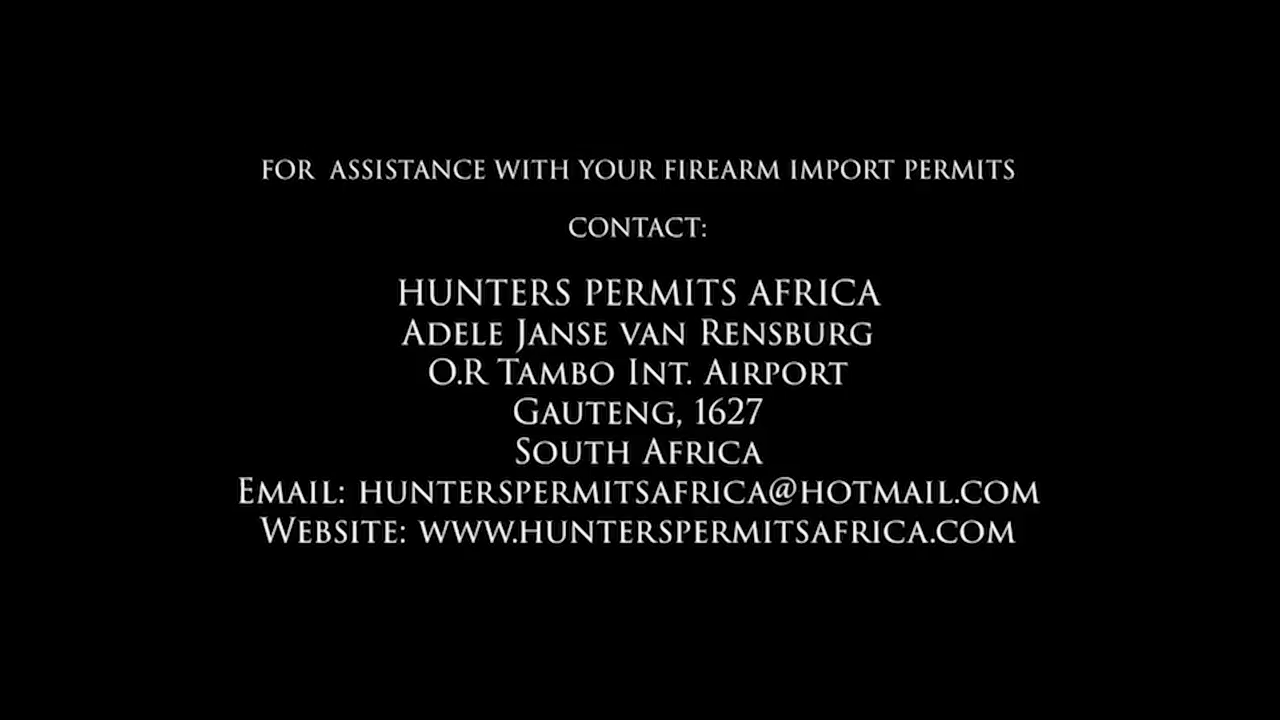 FOR ASSISTANCE WITH YOUR FIREARM IMPORT PERMITS
CONTACT:
HUNTERS PERMITS AFRICA
ADELE JANSE VAN RENSBURG
O.R TAMBO INT. AIRPORT
GAUTENG, 1627
SOUTH AFRICA
EMAIL: HUNTERSPERMITSAFRICA@HOTMAIL.COM
WEBSITE: WWW.HUNTERSPERMITSAFRICA.COM